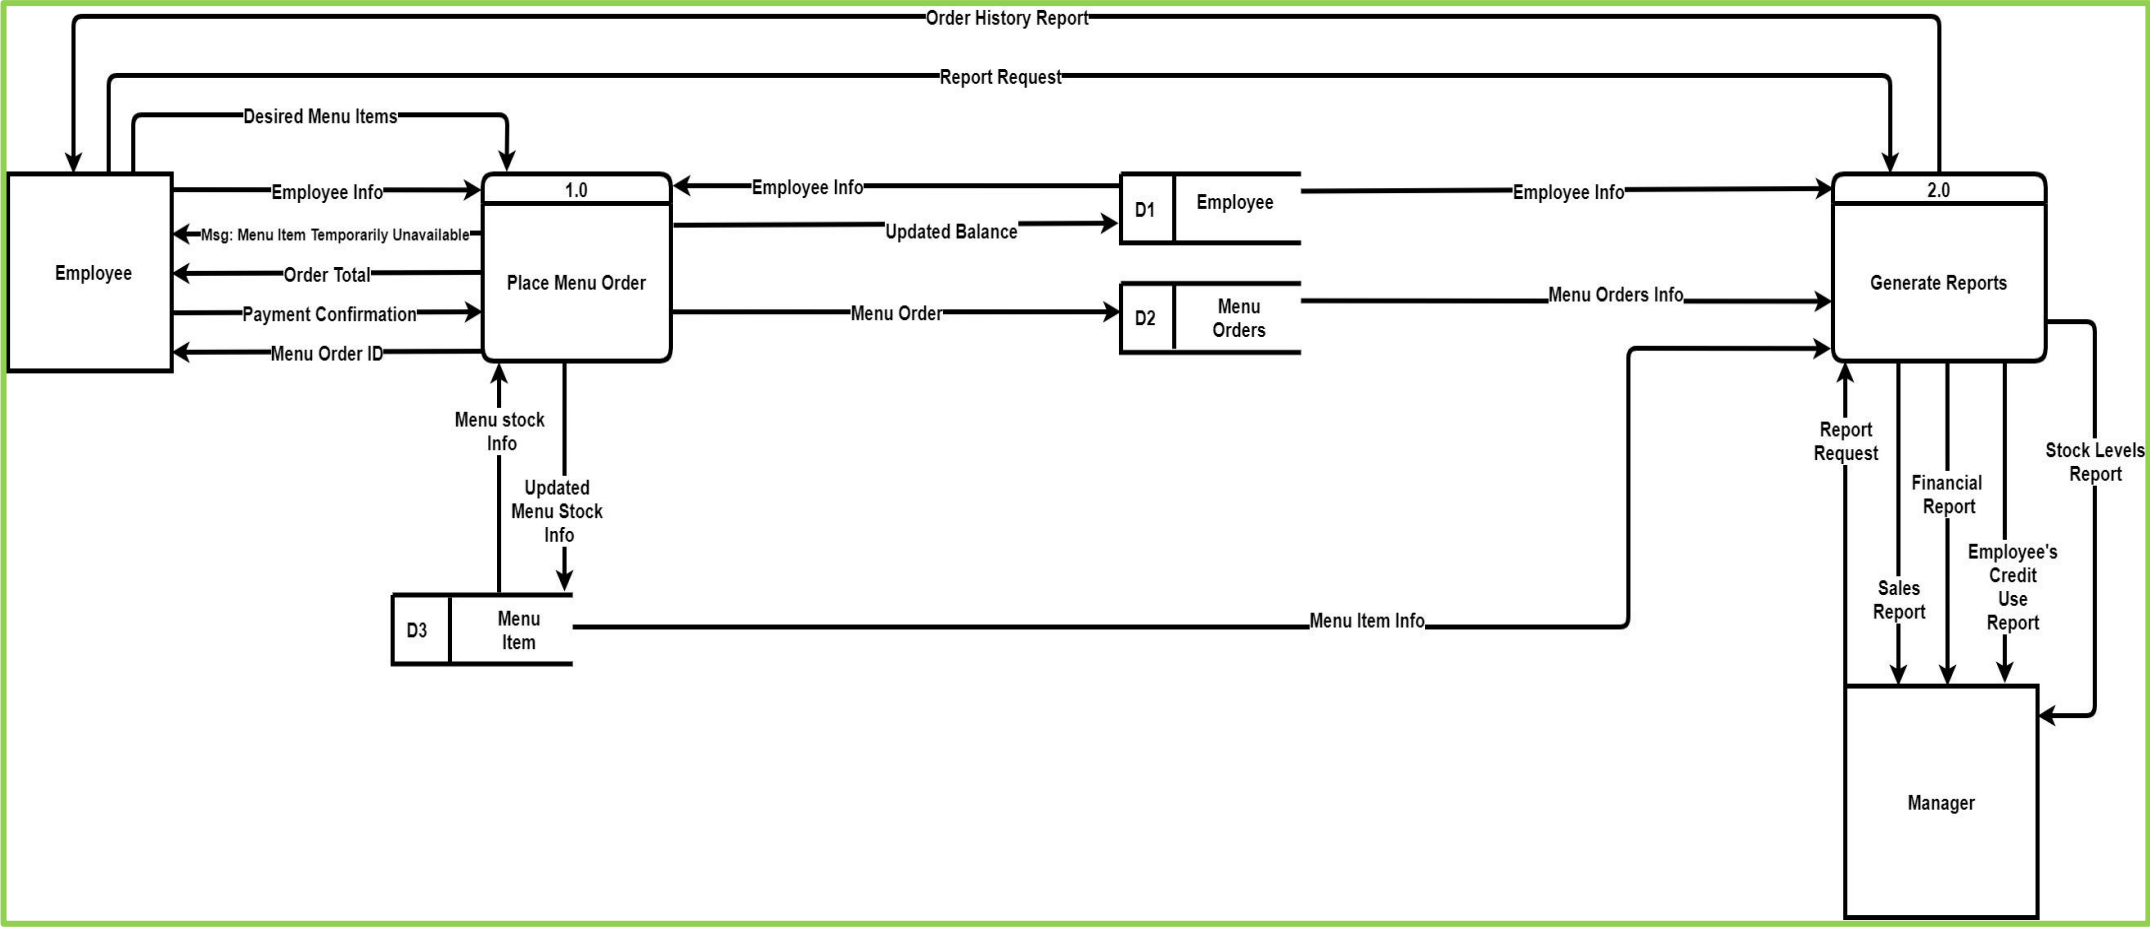 Order History Report
Report Request
Desired Menu Items
Employee Info
Msg: Menu Item Temporarily Unavailable
Order Total
Payment Confirmation
Menu Order ID
Employee
1.0
Place Menu Order
Employee Info
Updated Balance
Menu Order
D1
Employee
D2
Menu
Orders
Employee Info
Menu Orders Info
2.0
Generate Reports
Menu stock
Info
Updated
Menu Stock
Info
D3
Menu
Item
Menu Item Info
Report
Request
Sales
Report
Financial
Report
Employee's
Credit
Use
Report
Stock Levels
Report
Manager